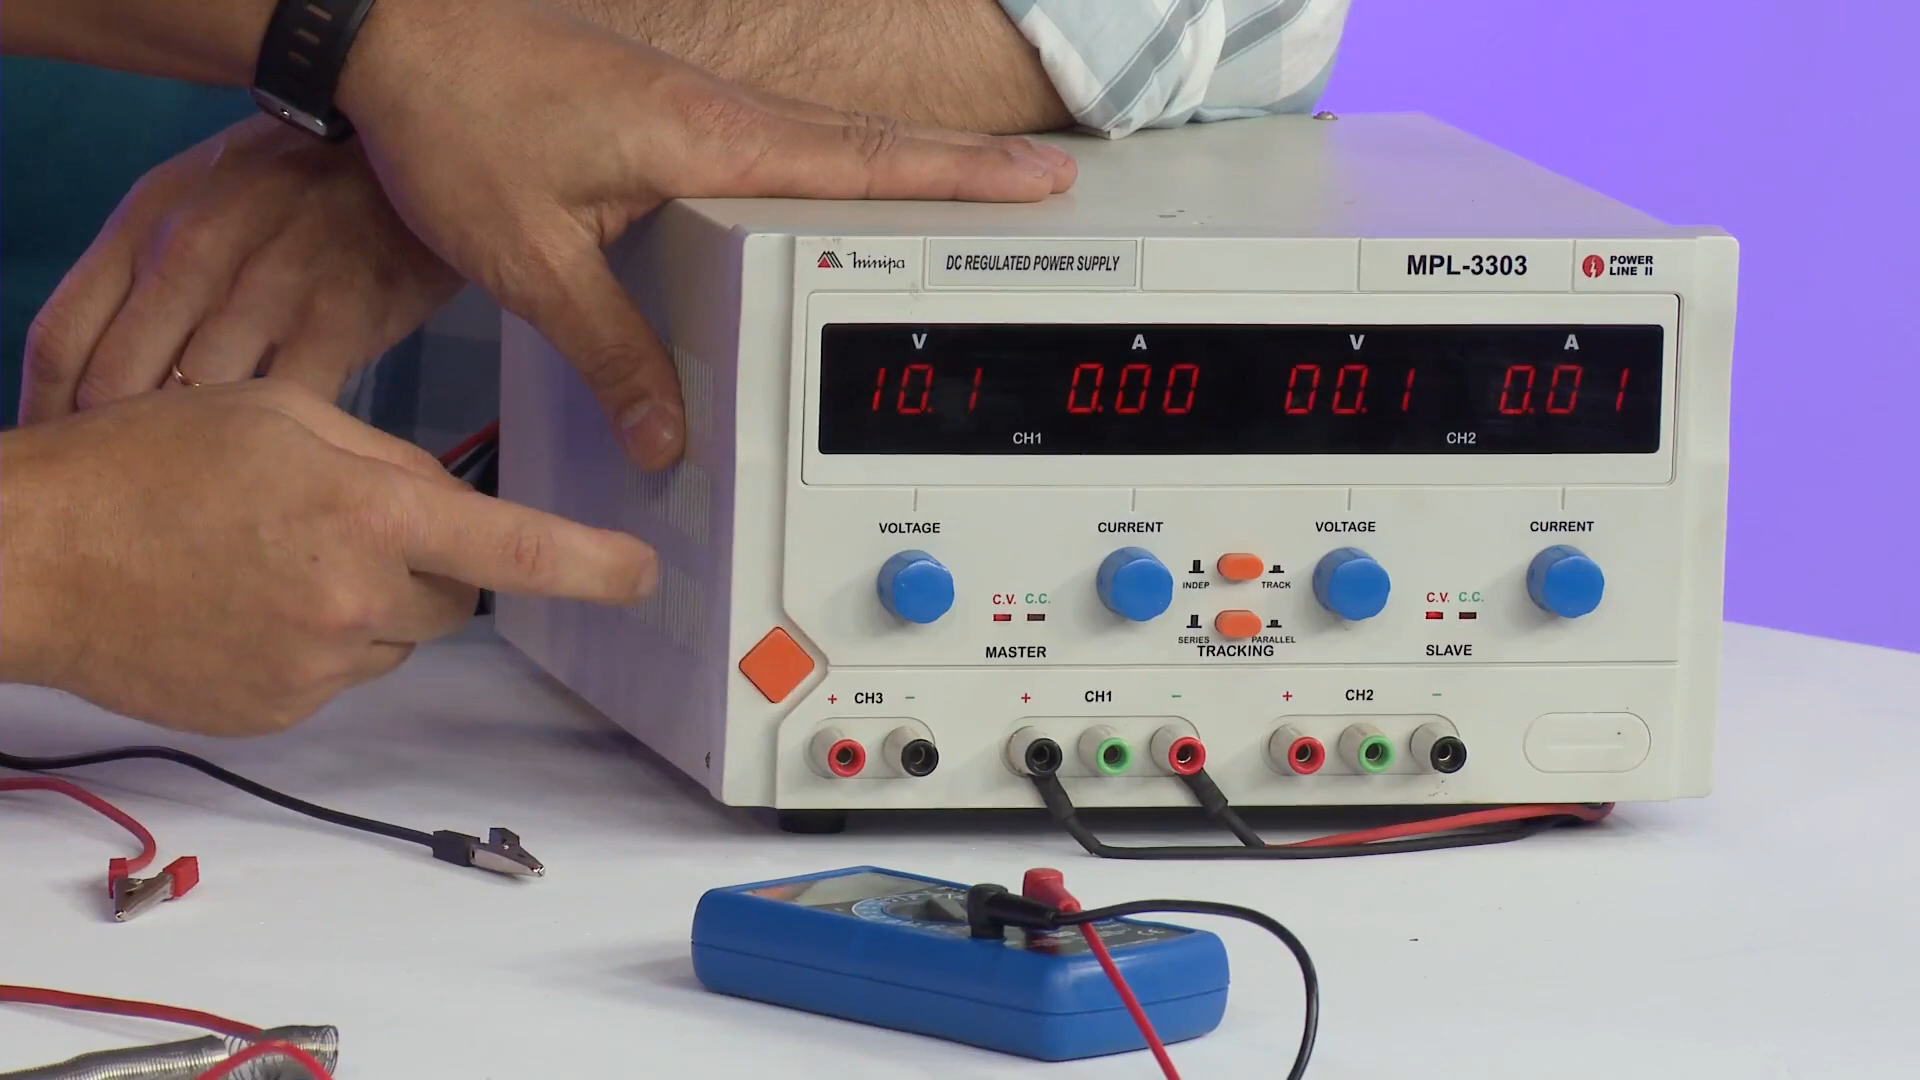 minipa
DC REGULATED POWER SUPPLY
MPL-3303
POWER
LINE II
V A V A
10.1 0.00 00.1 0.01
CH1 CH2
VOLTAGE CURRENT VOLTAGE CURRENT
INDEP TRACK
C.V. C.C. C.V. C.C.
SERIES PARALLEL
MASTER TRACKING SLAVE
+ CH3 - + CH1 - + CH2 -